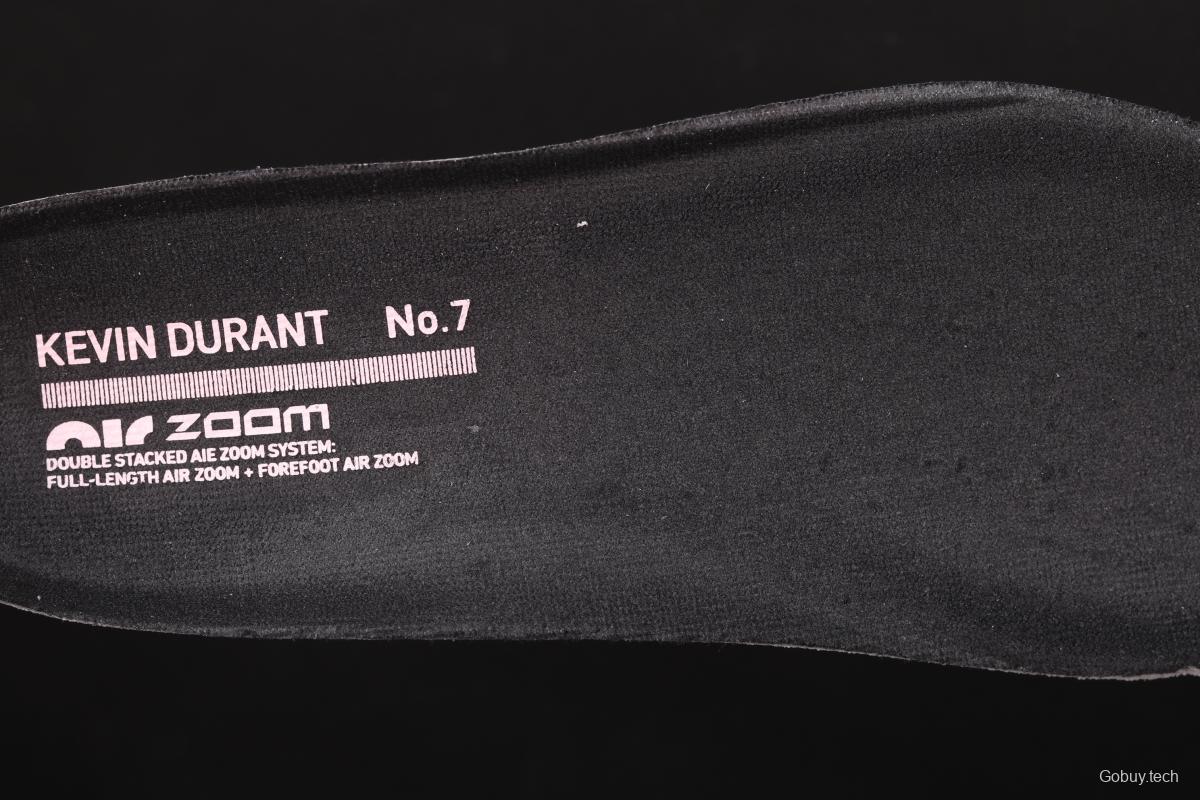 KEVIN DURANT No.7
air zoom
DOUBLE STACKED AIE ZOOM SYSTEM:
FULL-LENGTH AIR ZOOM + FOREFOOT AIR ZOOM
Gobuy.tech